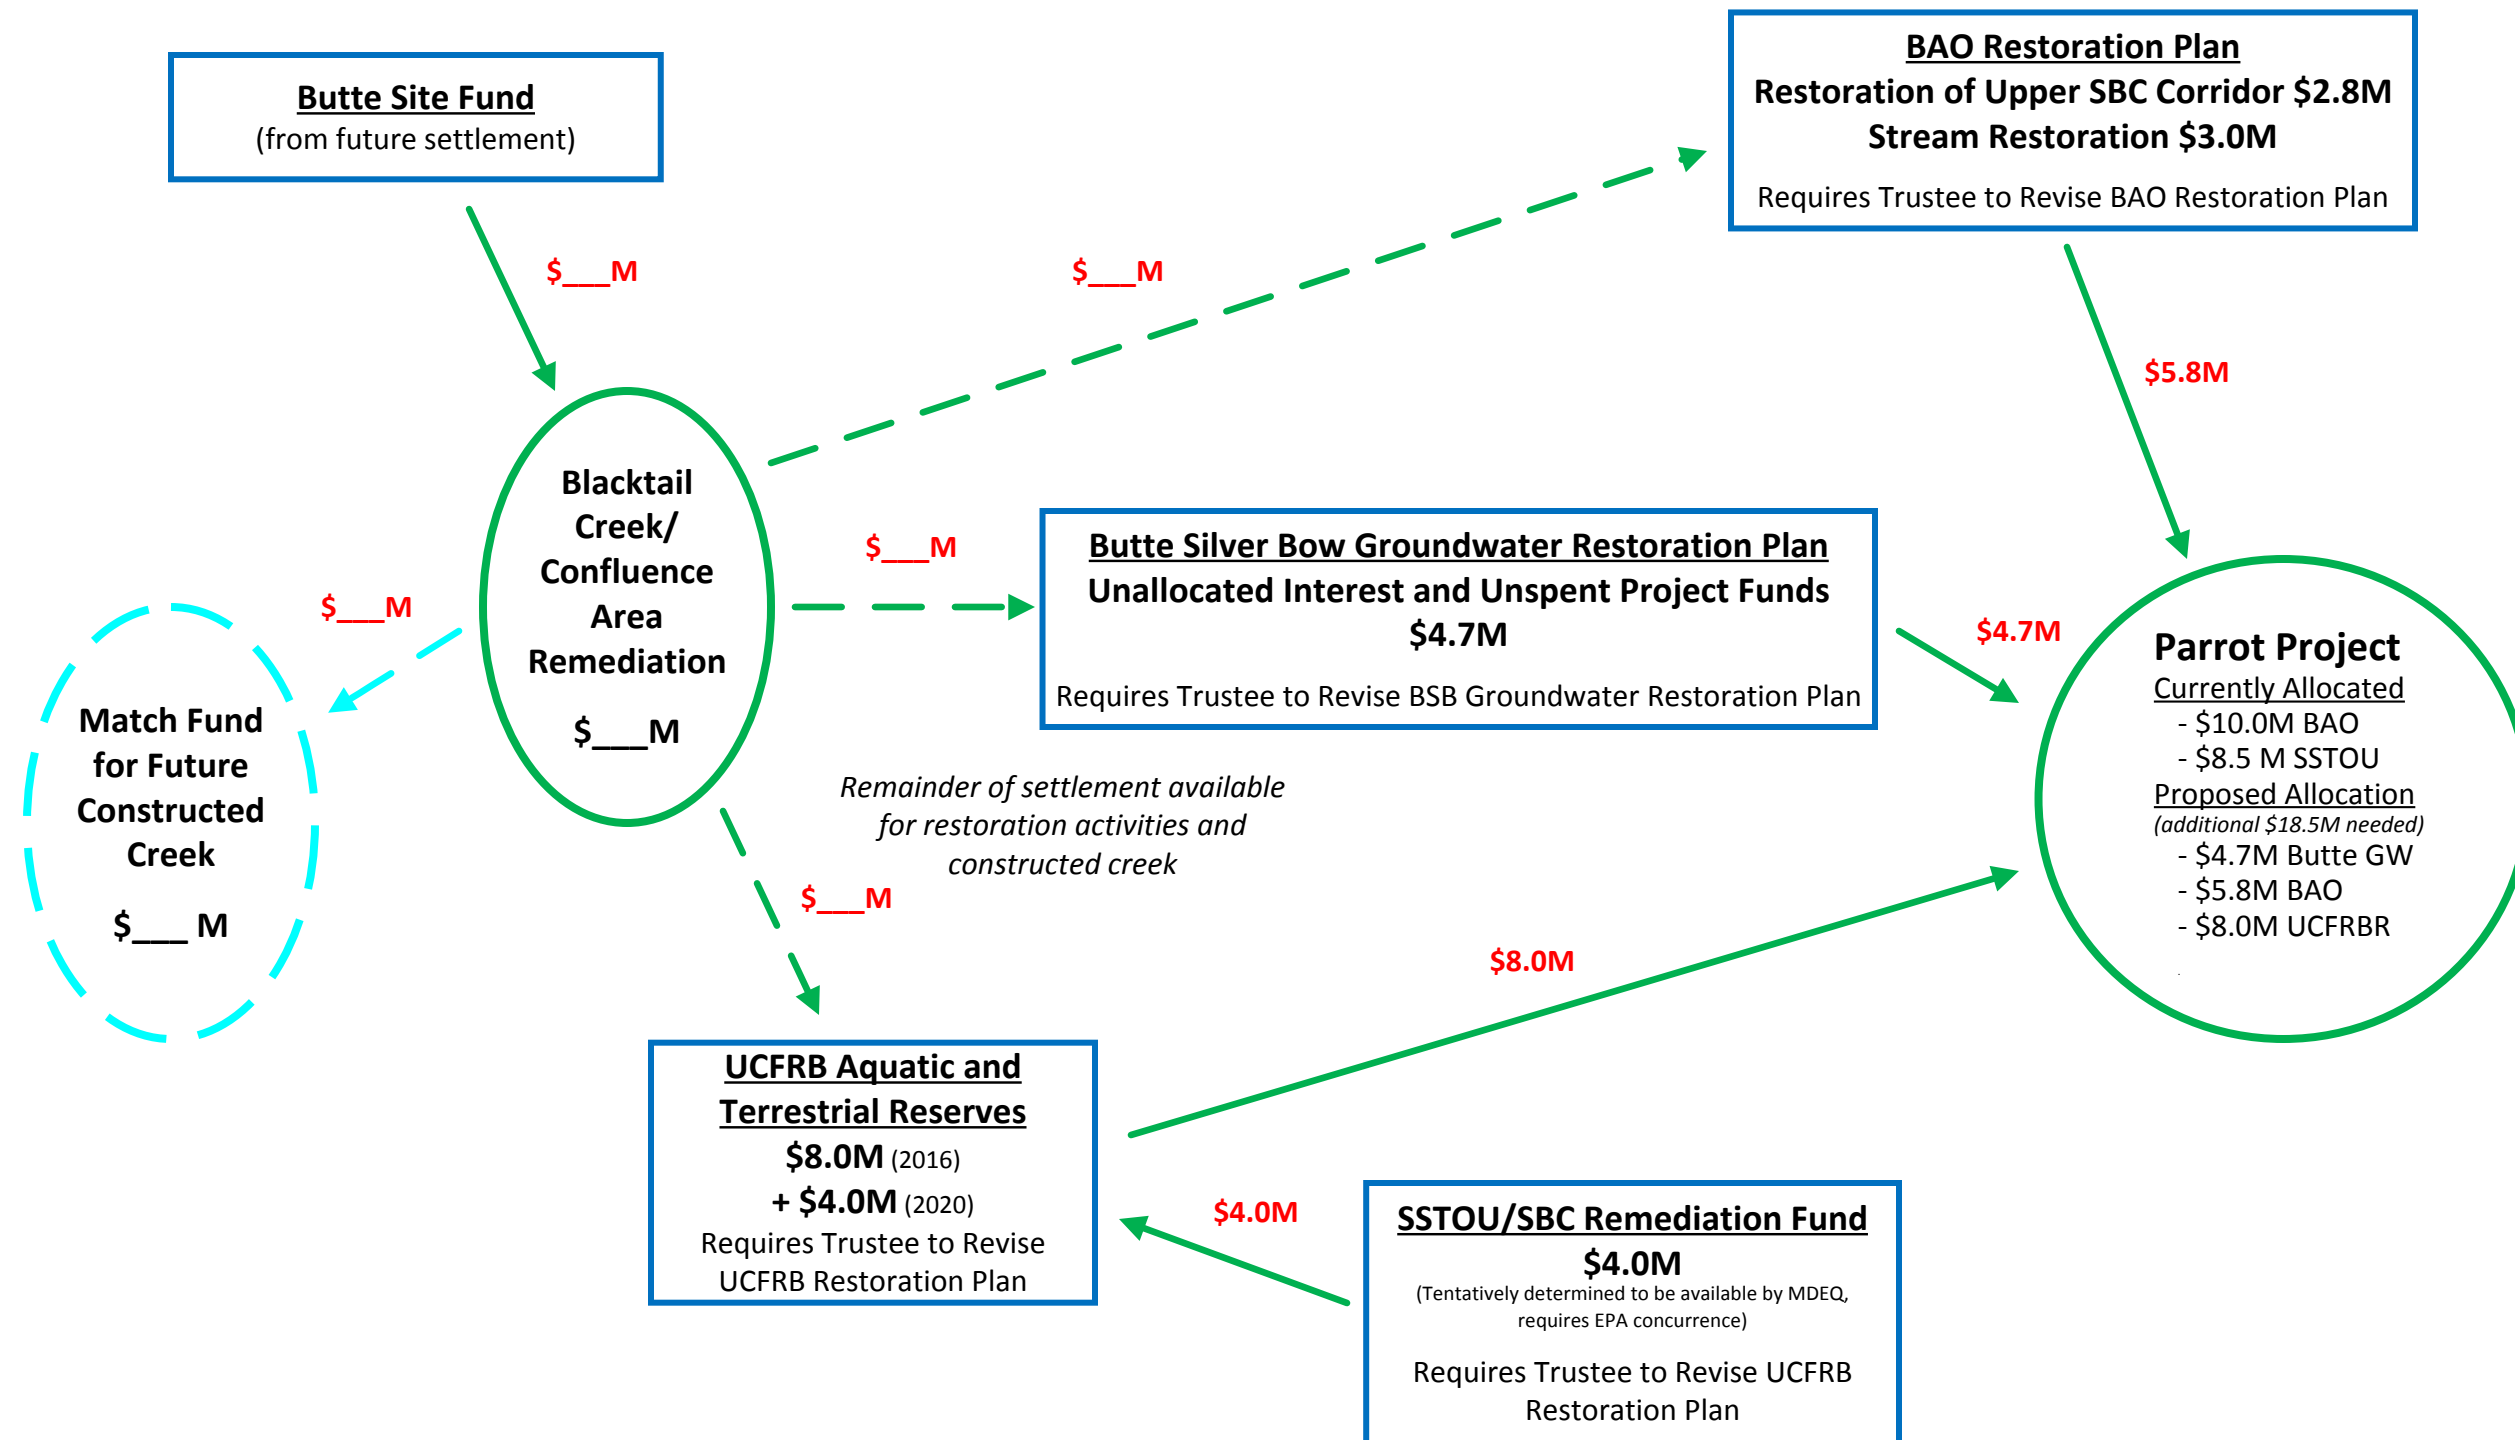 Butte Site Fund
(from future settlement)
BAO Restoration Plan
Restoration of Upper SBC Corridor $2.8M
Stream Restoration $3.0M
Requires Trustee to Revise BAO Restoration Plan
$___M
$___M
$5.8M
Blacktail
Creek/
Confluence
Area
Remediation
$___M
$___M
Butte Silver Bow Groundwater Restoration Plan
Unallocated Interest and Unspent Project Funds
$4.7M
Requires Trustee to Revise BSB Groundwater Restoration Plan
$4.7M
$___M
Match Fund
for Future
Constructed
Creek
$___ M
Parrot Project
Currently Allocated
- $10.0M BAO
- $8.5 M SSTOU
Proposed Allocation
(additional $18.5M needed)
- $4.7M Butte GW
- $5.8M BAO
- $8.0M UCFRBR
Remainder of settlement available
for restoration activities and
constructed creek
$___M
$8.0M
UCFRB Aquatic and
Terrestrial Reserves
$8.0M (2016)
+ $4.0M (2020)
Requires Trustee to Revise
UCFRB Restoration Plan
$4.0M
SSTOU/SBC Remediation Fund
$4.0M
(Tentatively determined to be available by MDEQ,
requires EPA concurrence)
Requires Trustee to Revise UCFRB
Restoration Plan